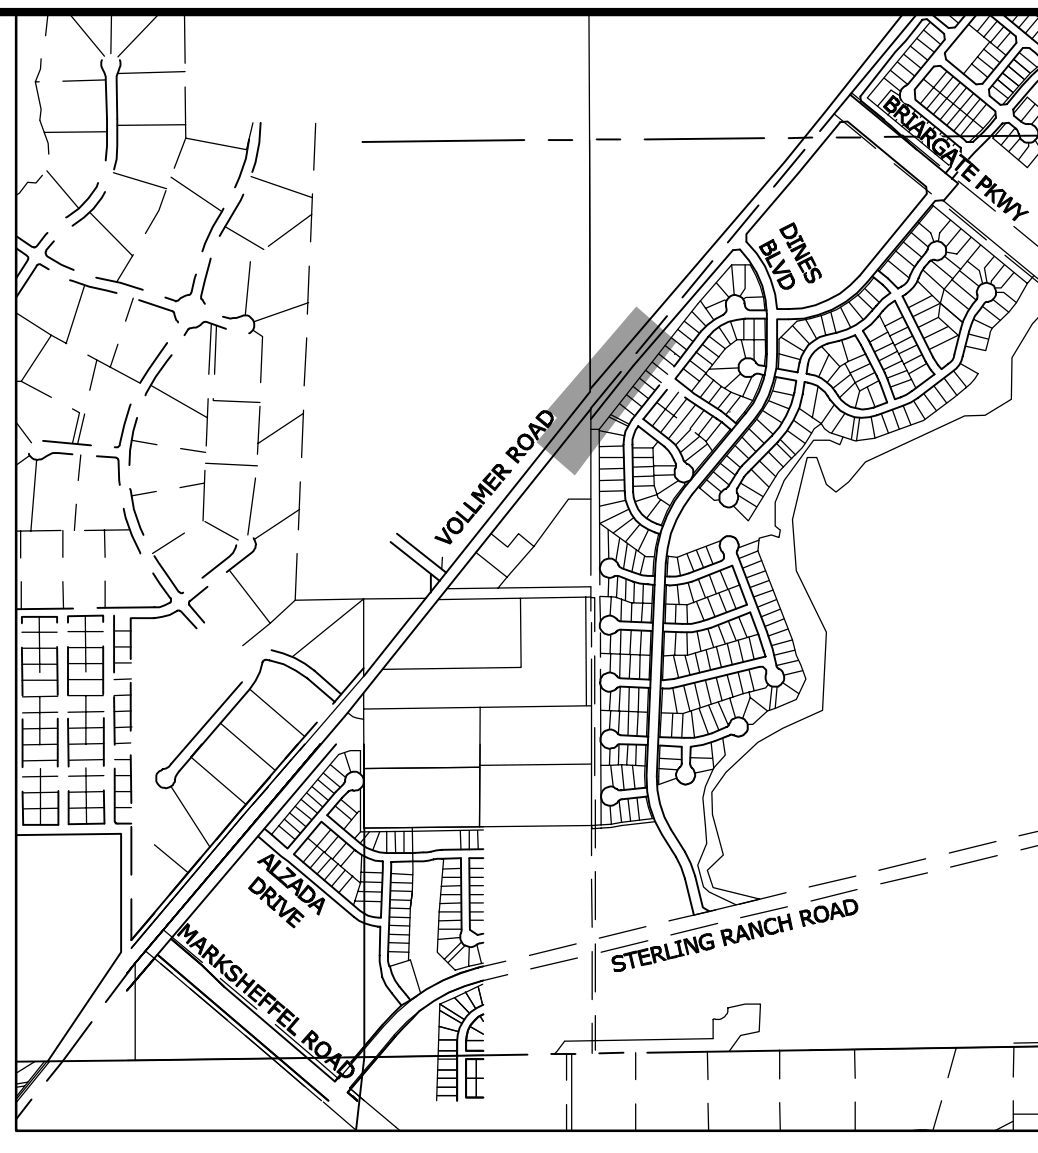 BRIARGATE PKWY
DINES
BLVD
VOLLMER ROAD
ALZADA
DRIVE
STERLING RANCH ROAD
MARKSHEFFEL ROAD